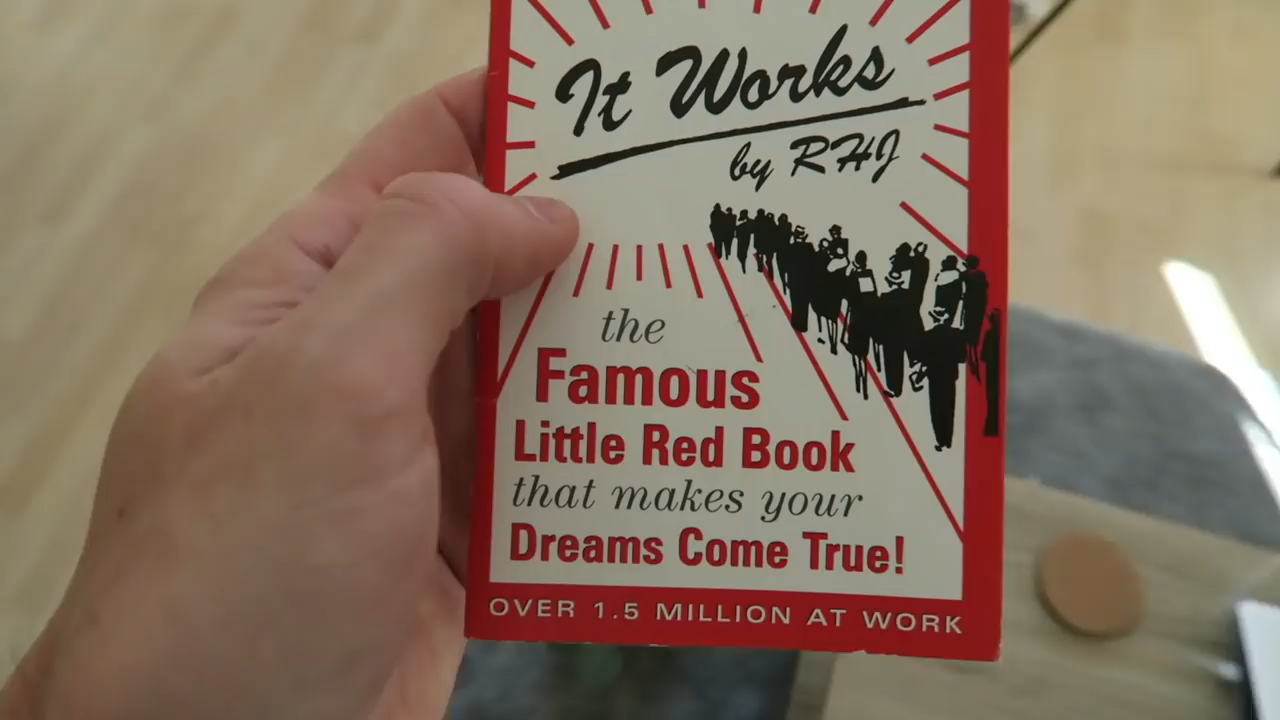 It Works
by RHJ
the
Famous
Little Red Book
that makes your
Dreams Come True!
OVER 1.5 MILLION AT WORK